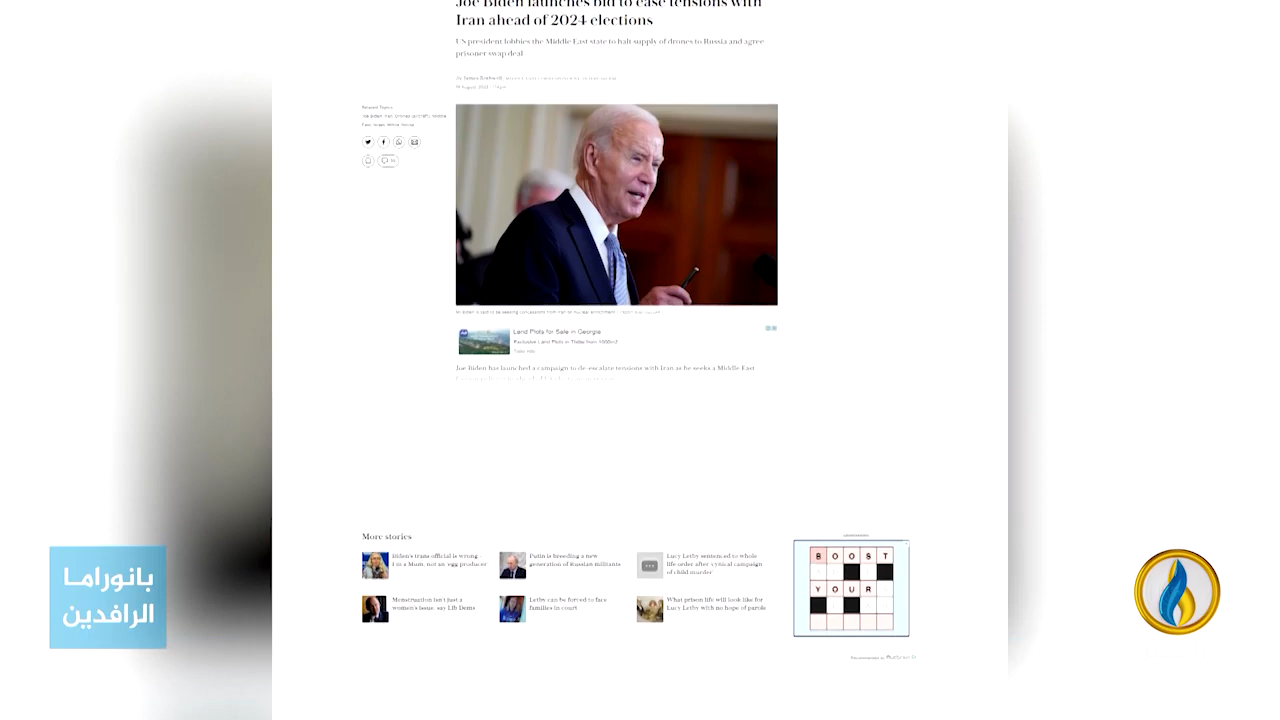 Joe Biden launches bid to ease tensions with
Iran ahead of 2024 elections
US president lobbies the Middle East state to halt supply of drones to Russia and agree
prisoner swap deal
Related Topics
Land Plots for Sale in Georgia
Exclusive Land Plots in Tbilisi from 1000m2
Joe Biden has launched a campaign to de-escalate tensions with Iran as he seeks a Middle East
More stories
Biden's trans official is wrong -
I'm a Mum, not an 'egg producer'
Putin is breeding a new
generation of Russian militants
Lucy Letby sentenced to whole
life order after cynical campaign
of child murder
Menstruation isn't just a
women's issue, say Lib Dems
Letby can be forced to face
families in court
What prison life will look like for
Lucy Letby with no hope of parole
BOOST
YOUR
بانوراما
الرافدين